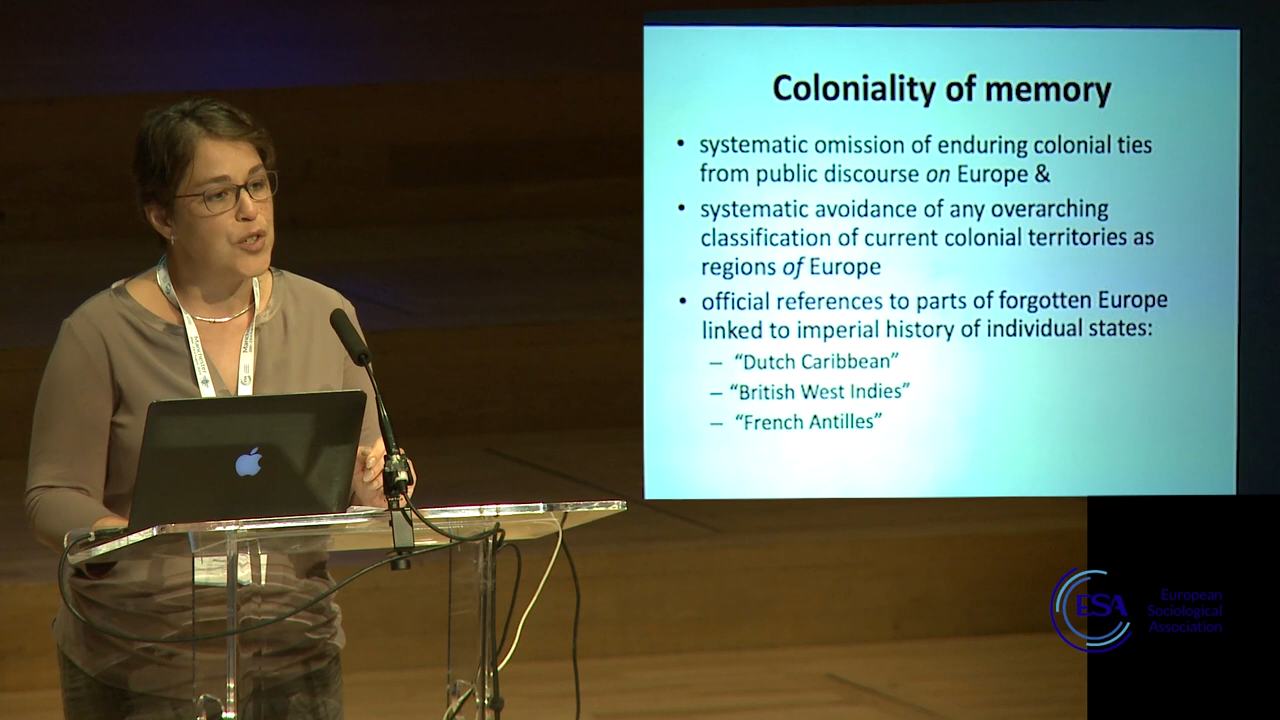 Coloniality of memory
• systematic omission of enduring colonial ties
from public discourse on Europe &
• systematic avoidance of any overarching
classification of current colonial territories as
regions of Europe
• official references to parts of forgotten Europe
linked to imperial history of individual states:
– “Dutch Caribbean”
– “British West Indies”
– “French Antilles”
ESA
European
Sociological
Association